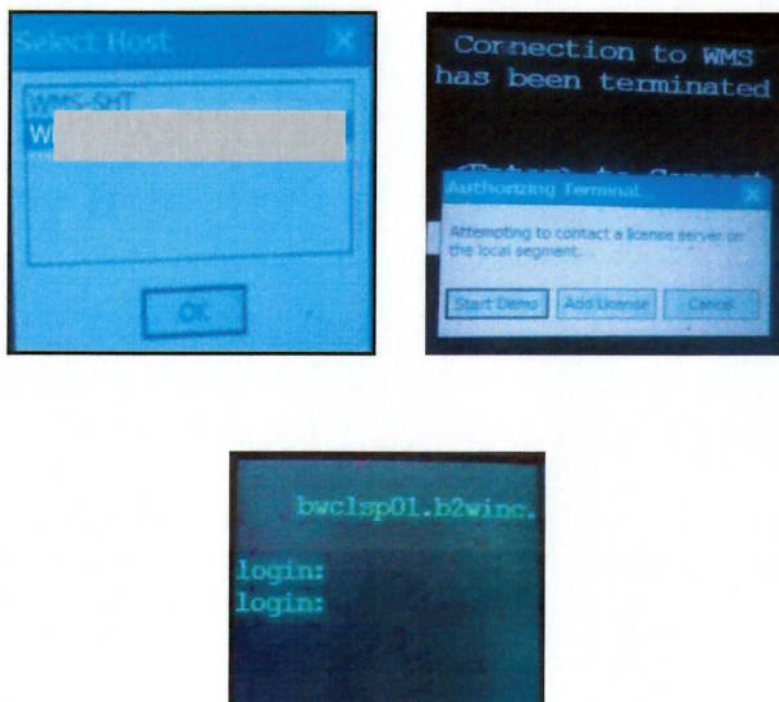 Select Host
WMS-SHT
W
OK
Connection to WMS
has been terminated
Authorizing Terminal...
Attempting to contact a license server on
the local segment...
Start Demo
Add License
Cancel
bwclsp01.b2winc.
login:
login: